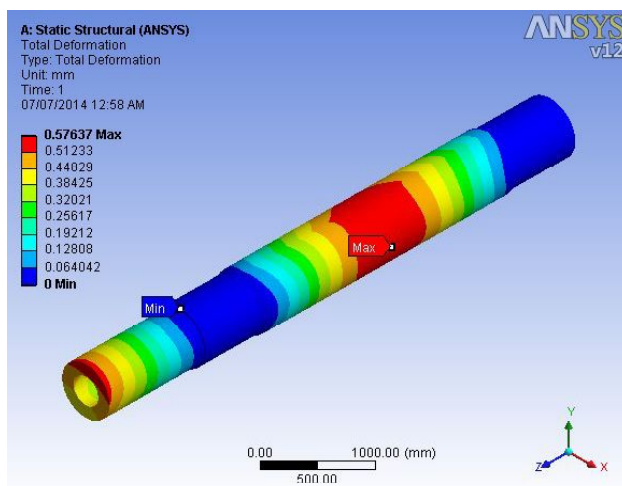 A: Static Structural (ANSYS)
Total Deformation
Type: Total Deformation
Unit: mm
Time: 1
07/07/2014 12:58 AM
ANSYS
v12
0.57637 Max
0.51233
0.44029
0.38425
0.32021
0.25617
0.19212
0.12808
0.064042
0 Min
Max
Min
0.00
1000.00 (mm)
500.00
Y
Z
X